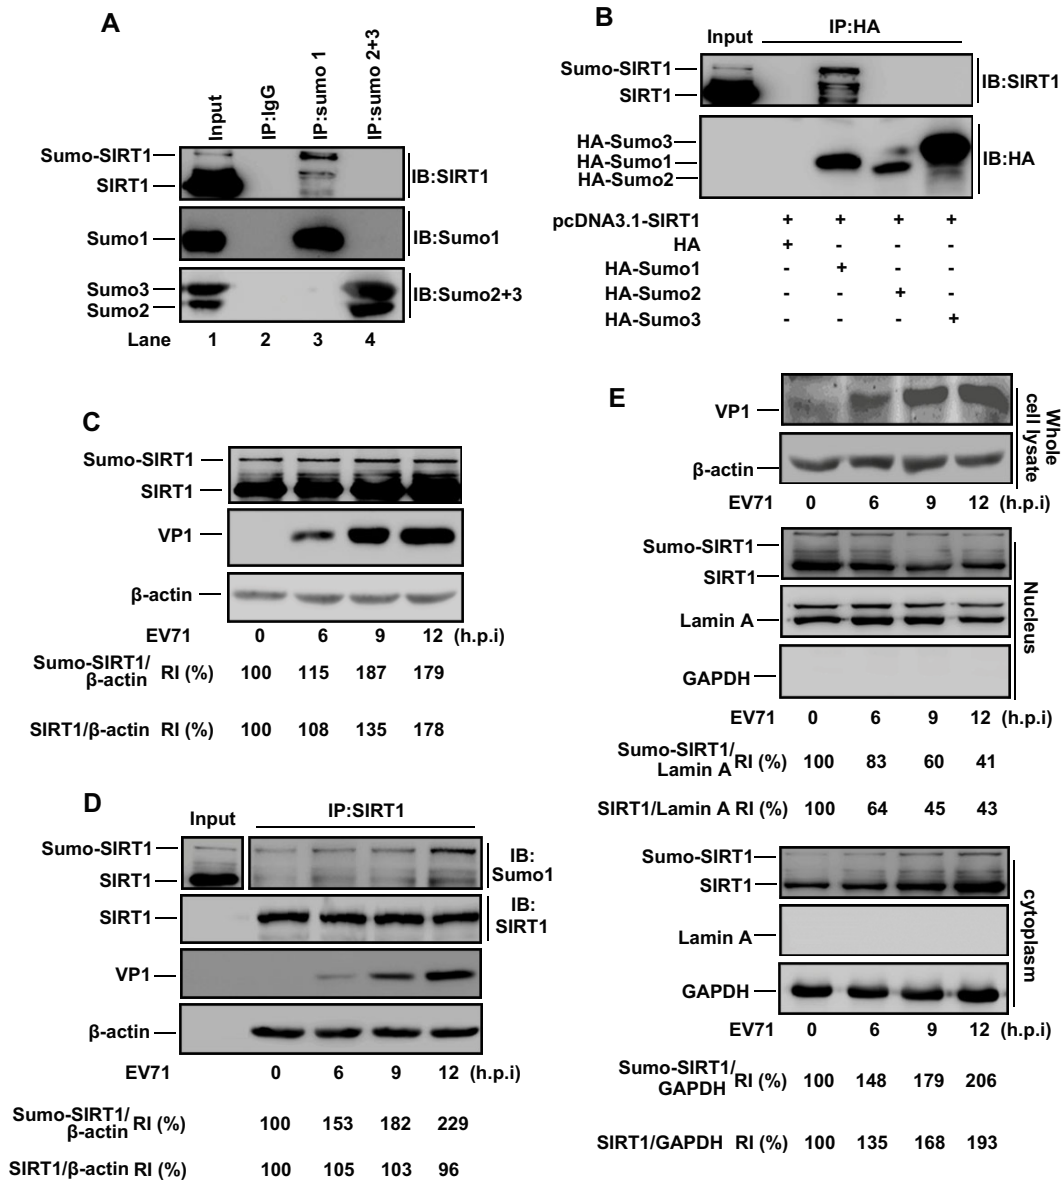 A
Input
IP:IgG
IP:sumo 1
IP:sumo 2+3
Sumo-SIRT1
SIRT1
IB:SIRT1
Sumo1
IB:Sumo1
Sumo3
Sumo2
IB:Sumo2+3
Lane 1 2 3 4
B
Input IP:HA
Sumo-SIRT1
SIRT1
IB:SIRT1
HA-Sumo3
HA-Sumo1
HA-Sumo2
IB:HA
pcDNA3.1-SIRT1 + + + +
HA + - - -
HA-Sumo1 - + - -
HA-Sumo2 - - + -
HA-Sumo3 - - - +
C
Sumo-SIRT1
SIRT1
VP1
β-actin
EV71 0 6 9 12 (h.p.i)
Sumo-SIRT1/
β-actin RI (%) 100 115 187 179
SIRT1/β-actin RI (%) 100 108 135 178
D
Input IP:SIRT1
Sumo-SIRT1
SIRT1
IB:
Sumo1
SIRT1
IB:
SIRT1
VP1
β-actin
EV71 0 6 9 12 (h.p.i)
Sumo-SIRT1/
β-actin RI (%) 100 153 182 229
SIRT1/β-actin RI (%) 100 105 103 96
E
VP1
β-actin
Whole
cell lysate
EV71 0 6 9 12 (h.p.i)
Sumo-SIRT1
SIRT1
Lamin A
GAPDH
Nucleus
EV71 0 6 9 12 (h.p.i)
Sumo-SIRT1/
Lamin A RI (%) 100 83 60 41
SIRT1/Lamin A RI (%) 100 64 45 43
Sumo-SIRT1
SIRT1
Lamin A
GAPDH
cytoplasm
EV71 0 6 9 12 (h.p.i)
Sumo-SIRT1/
GAPDH RI (%) 100 148 179 206
SIRT1/GAPDH RI (%) 100 135 168 193